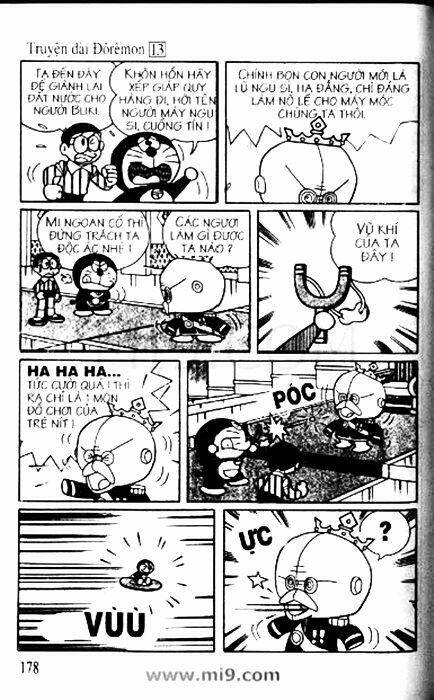 Truyện dài Đôrêmon 13
TA ĐẾN ĐÂY
ĐỂ GIÀNH LẠI
ĐẤT NƯỚC CHO
NGƯỜI BUKI.
KHÔN HỒN HÃY
XẾP GIÁP QUY
HÀNG ĐI, HỠI TÊN
NGƯỜI MÁY NGU
SI, CUỒNG TÍN !
CHÍNH BỌN CON NGƯỜI MỚI LÀ
LŨ NGU SI, HẠ ĐẲNG, CHỈ ĐÁNG
LÀM NÔ LỆ CHO MÁY MÓC
CHÚNG TA THÔI.
MI NGOAN CỐ THÌ
ĐỪNG TRÁCH TA
ĐỘC ÁC NHÉ !
CÁC NGƯƠI
LÀM GÌ ĐƯỢC
TA NÀO ?
VŨ KHÍ
CỦA TA
ĐÂY !
HA HA HA...
TỨC CƯỜI QUÁ ! THÌ
RA CHỈ LÀ 1 MÓN
ĐỒ CHƠI CỦA
TRẺ NÍT !
PÓC
VÙÙ
ỰC
?
178
www.mi9.com